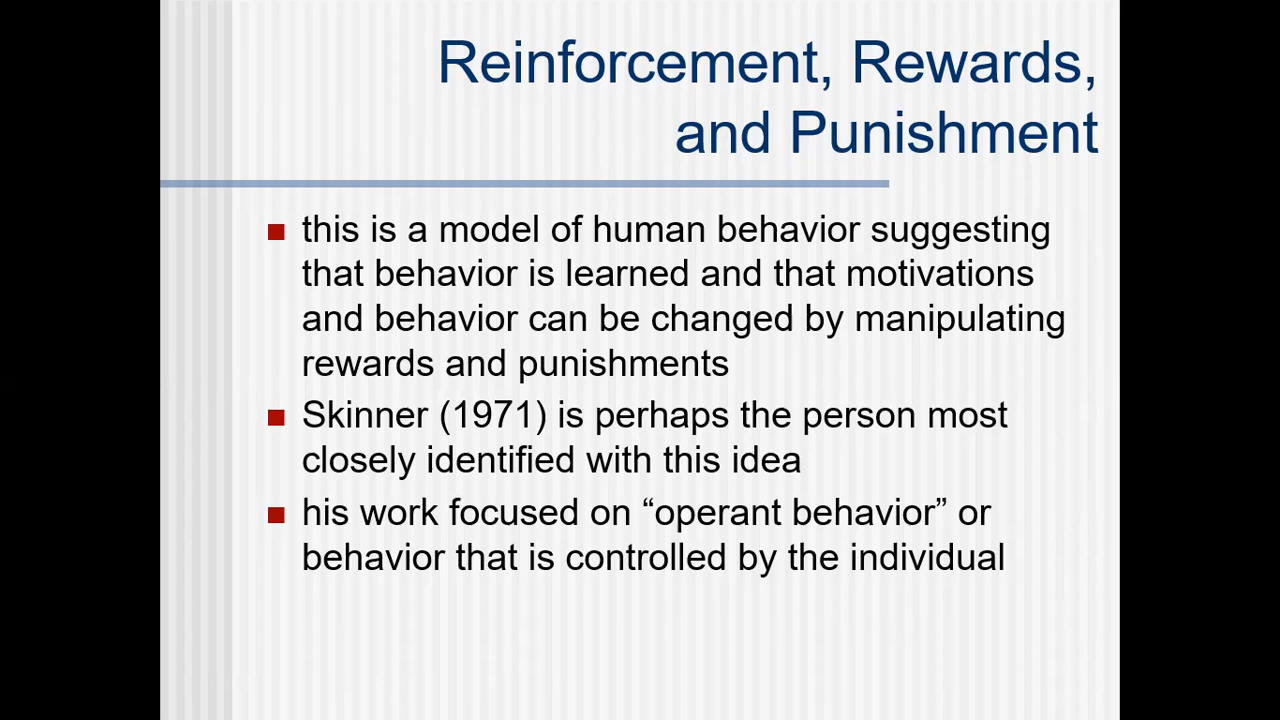 Reinforcement, Rewards,
and Punishment
this is a model of human behavior suggesting
that behavior is learned and that motivations
and behavior can be changed by manipulating
rewards and punishments
Skinner (1971) is perhaps the person most
closely identified with this idea
his work focused on “operant behavior” or
behavior that is controlled by the individual